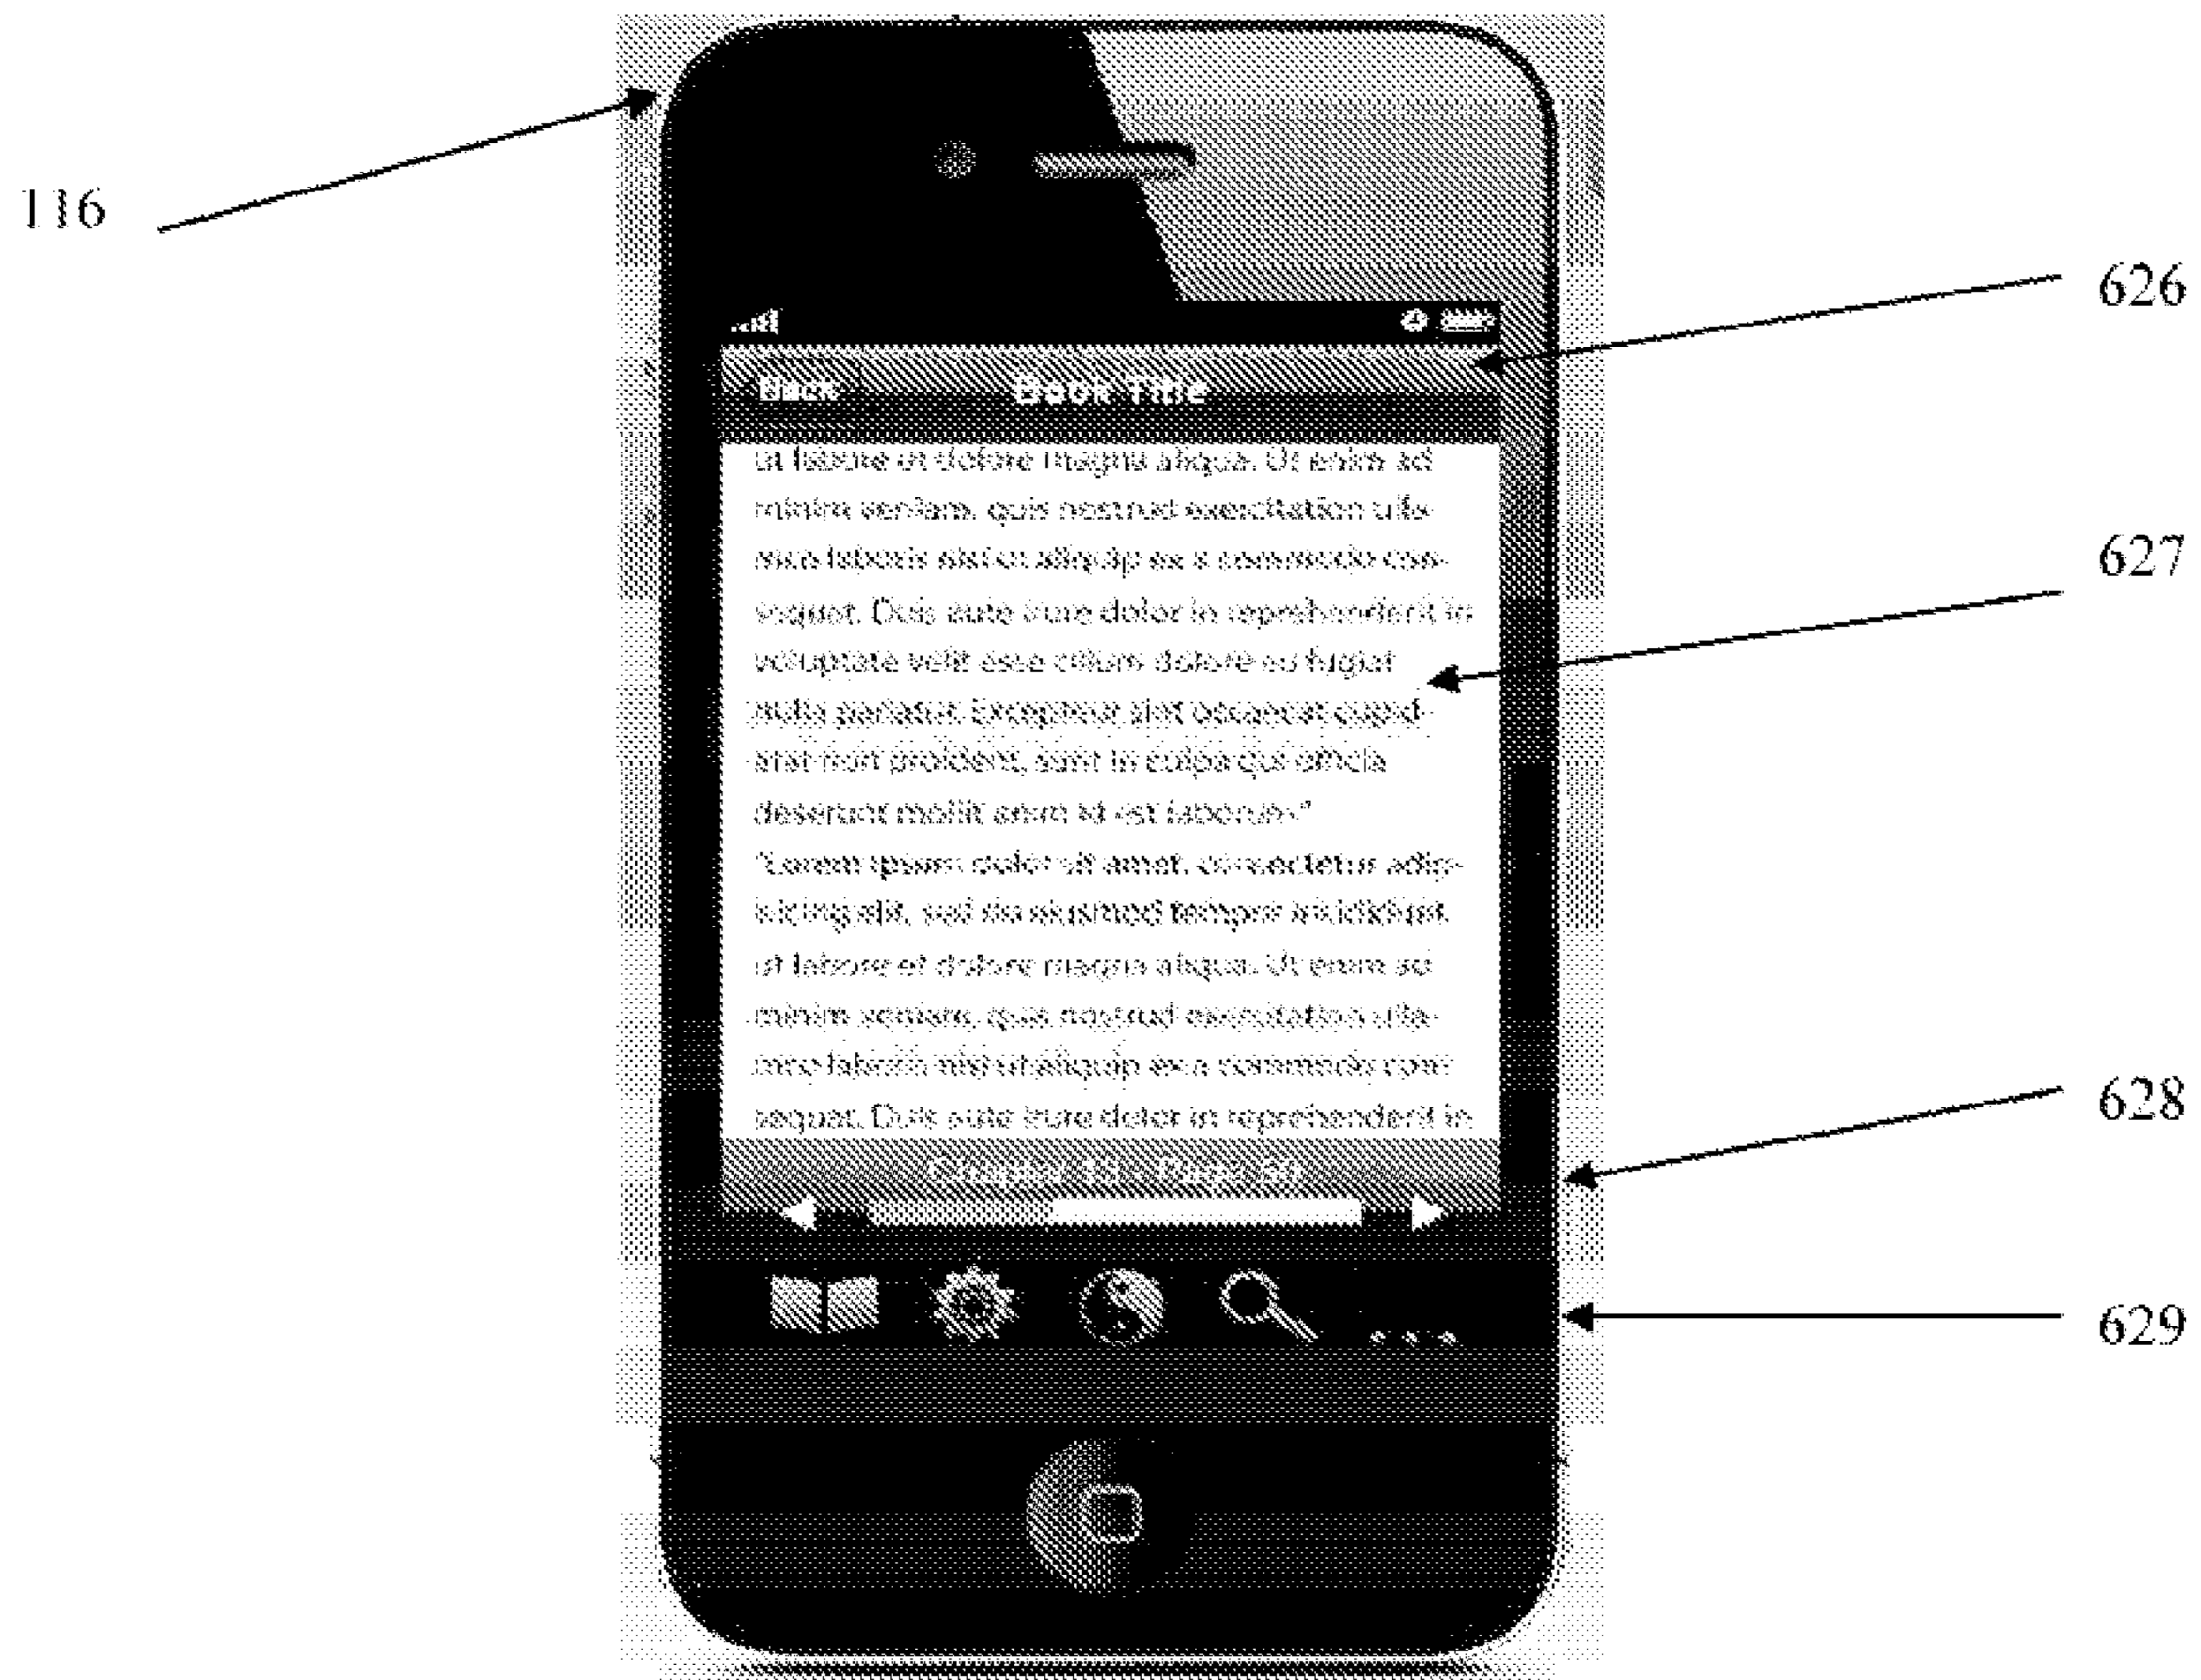 116
626
Back Book Title
ut labore et dolore magna aliqua. Ut enim ad
minim veniam, quis nostrud exercitation ulla-
mco laboris nisi ut aliquip ex a commodo con-
sequat. Duis aute irure dolor in reprehenderit in
627
voluptate velit esse cillum dolore eu fugiat
nulla pariatur. Excepteur sint occaecat cupid-
atat non proident, sunt in culpa qui officia
deserunt mollit anim id est laborum."
"Lorem ipsum dolor sit amet, consectetur adip-
isicing elit, sed do eiusmod tempor incididunt
ut labore et dolore magna aliqua. Ut enim ad
minim veniam, quis nostrud exercitation ulla-
mco laboris nisi ut aliquip ex a commodo con-
sequat. Duis aute irure dolor in reprehenderit in
628
Chapter 13 - Page
629